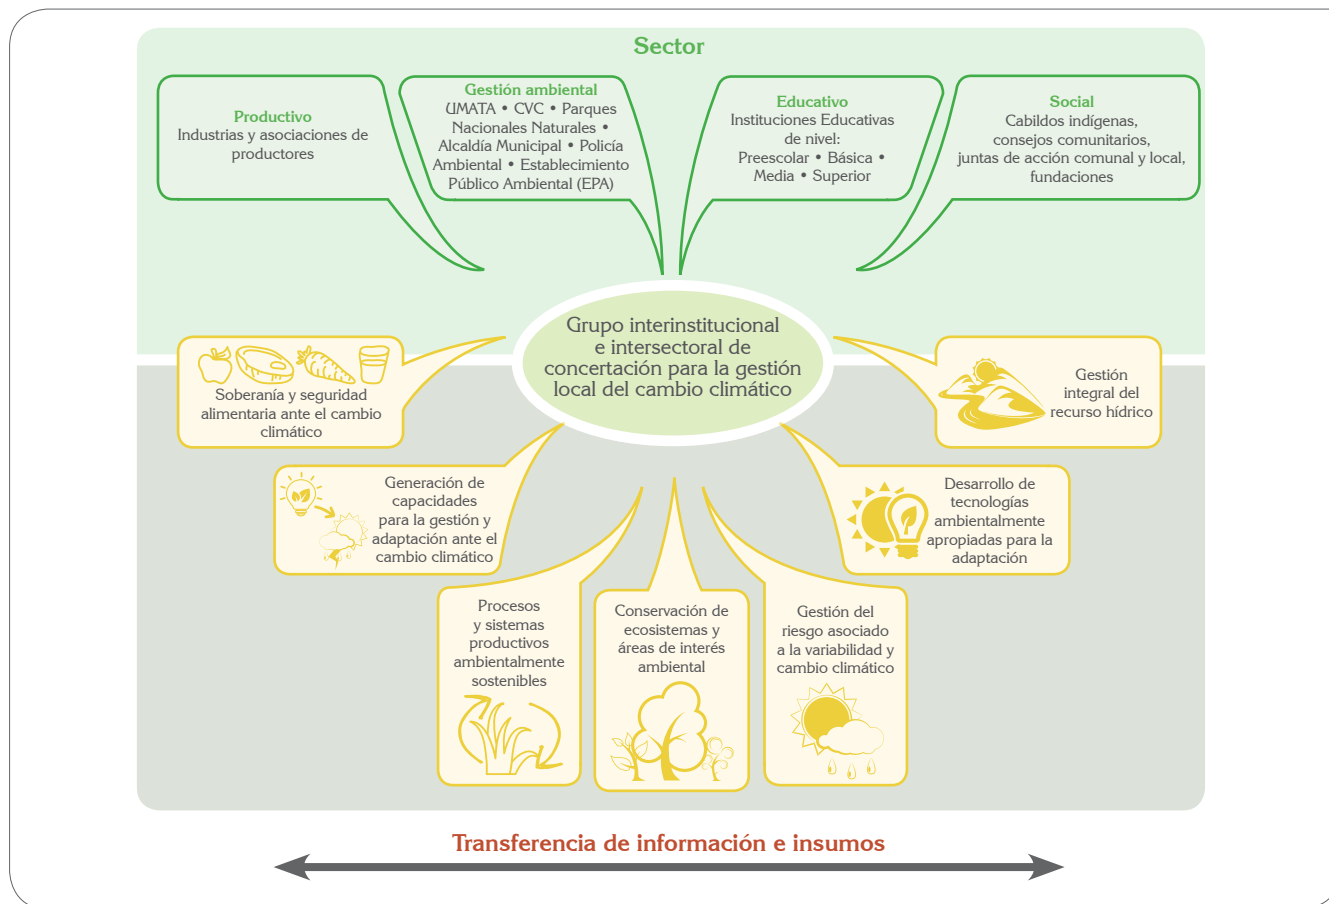 Sector
Productivo
Industrias y asociaciones de
productores
Gestión ambiental
UMATA • CVC • Parques
Nacionales Naturales •
Alcaldía Municipal • Policía
Ambiental • Establecimiento
Público Ambiental (EPA)
Educativo
Instituciones Educativas
de nivel:
Preescolar • Básica •
Media • Superior
Social
Cabildos indígenas,
consejos comunitarios,
juntas de acción comunal y local,
fundaciones
Grupo interinstitucional
e intersectoral de
concertación para la gestión
local del cambio climático
Soberanía y seguridad
alimentaria ante el cambio
climático
Gestión
integral del
recurso hídrico
Generación de
capacidades
para la gestión y
adaptación ante el
cambio climático
Desarrollo de
tecnologías
ambientalmente
apropiadas para la
adaptación
Procesos
y sistemas
productivos
ambientalmente
sostenibles
Conservación de
ecosistemas y
áreas de interés
ambiental
Gestión del
riesgo asociado
a la variabilidad y
cambio climático
Transferencia de información e insumos